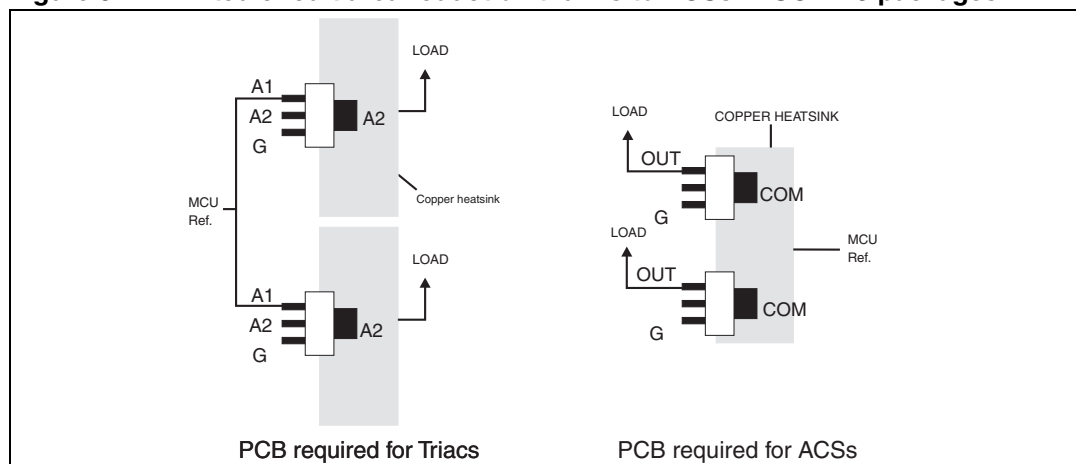 LOAD
A1
A2
A2
G
Copper heatsink
MCU
Ref.
LOAD
A1
A2
A2
G
PCB required for Triacs
LOAD
COPPER HEATSINK
OUT
COM
G
LOAD
MCU
Ref.
OUT
COM
G
PCB required for ACSs